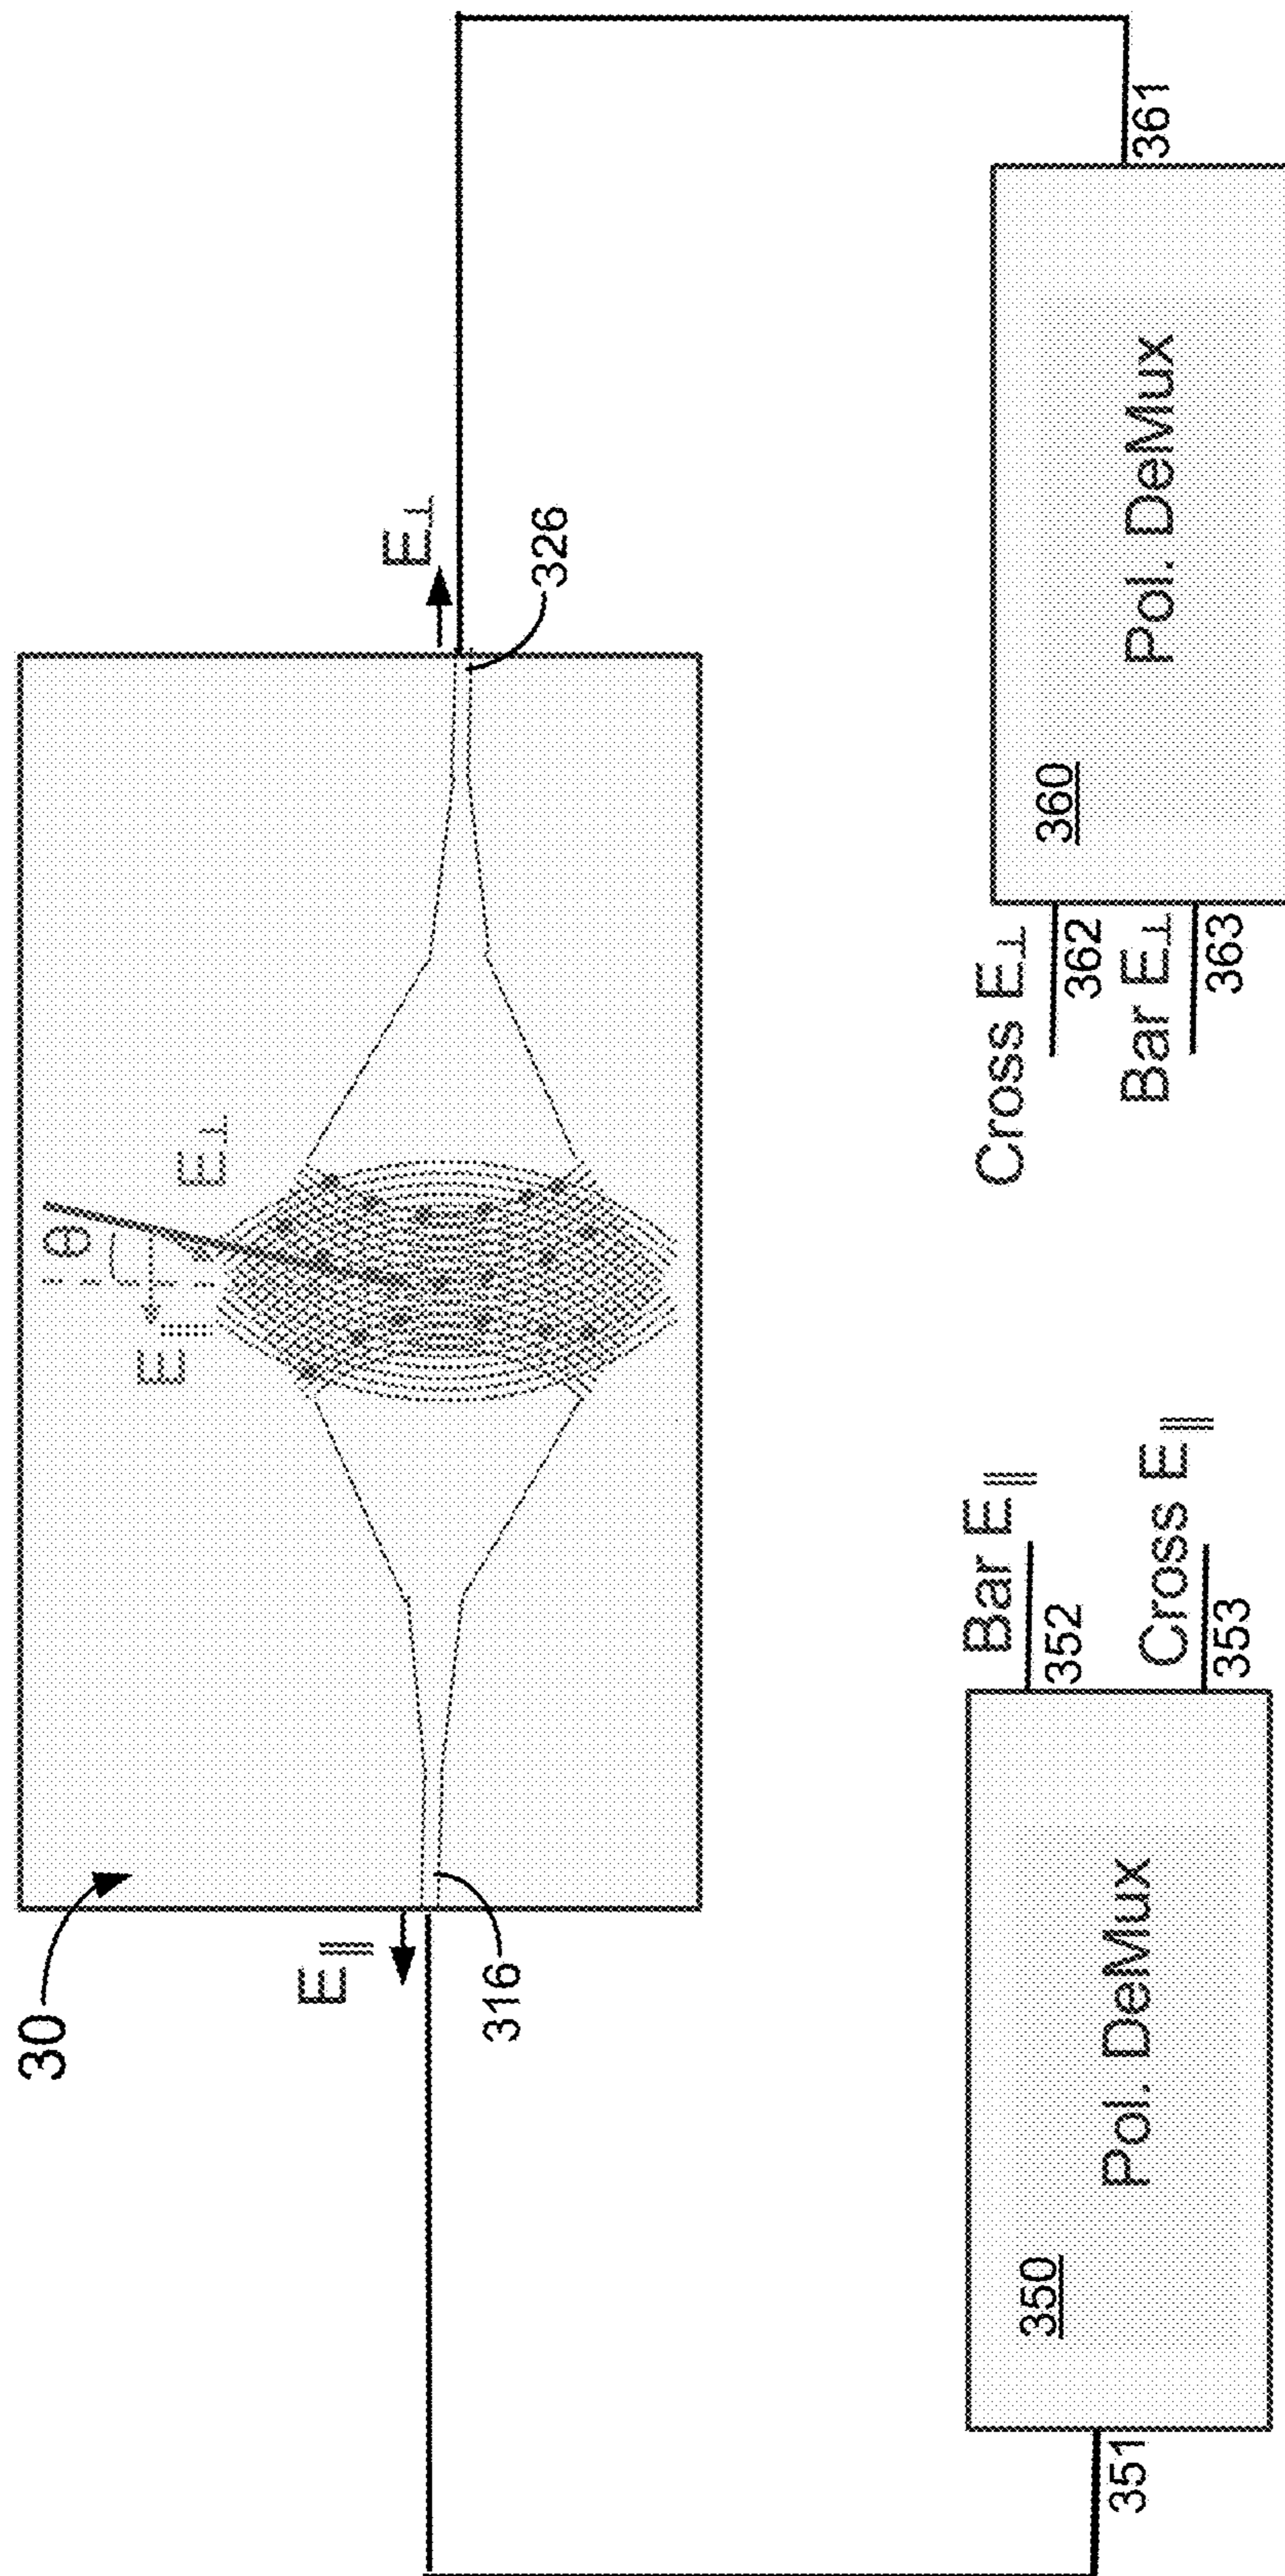 30
θ
E∥
E⊥
E∥
316
E⊥
326
351
350
Pol. DeMux
Bar E∥
352
Cross E∥
353
Cross E⊥
362
Bar E⊥
363
360
Pol. DeMux
361